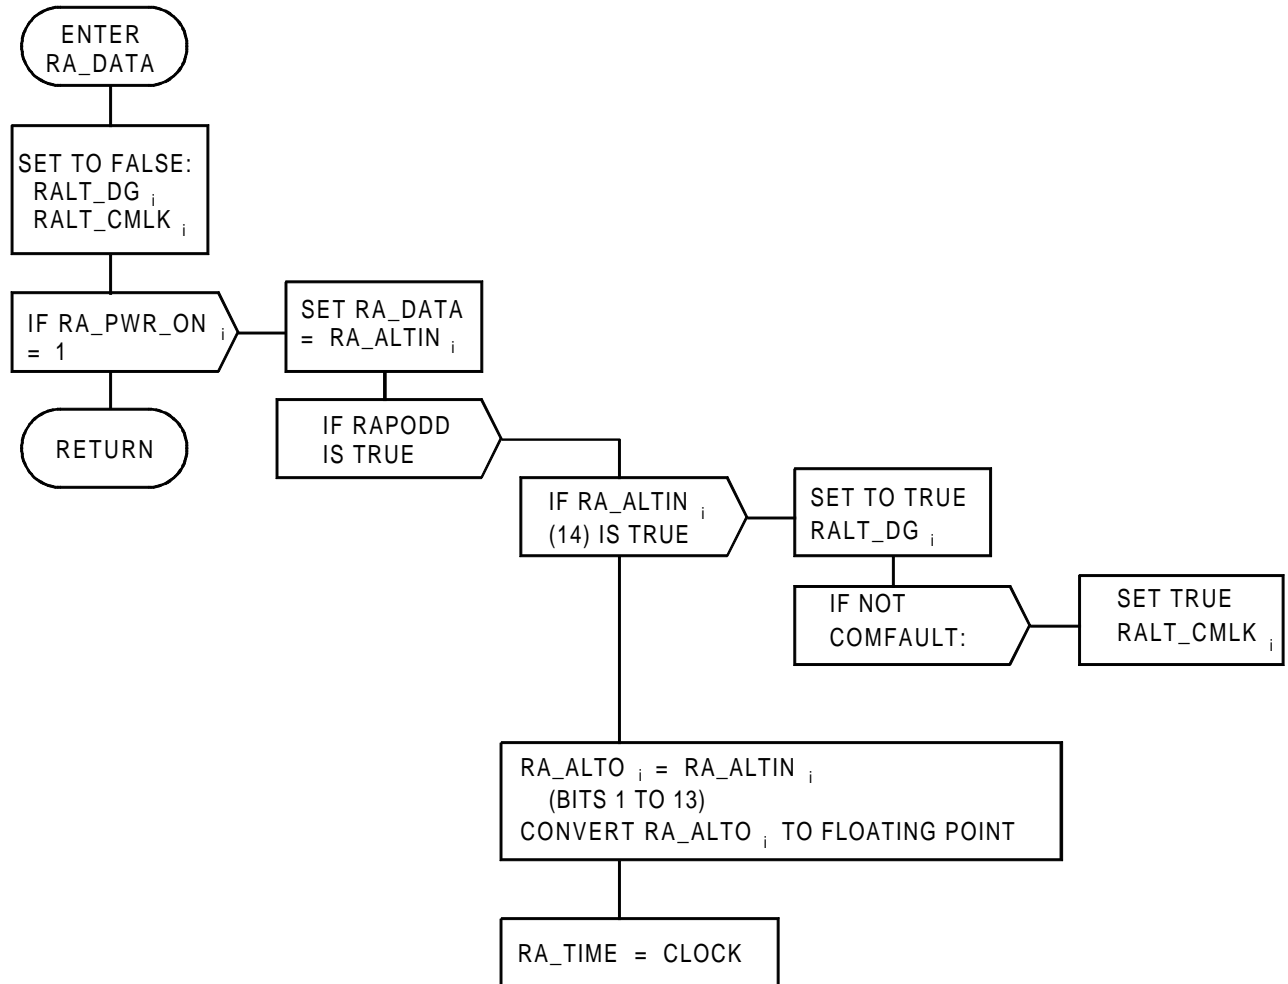 ENTER
RA_DATA
SET TO FALSE:
RALT_DG i
RALT_CMLK i
IF RA_PWR_ON i
= 1
SET RA_DATA
= RA_ALTIN i
RETURN
IF RAPODD
IS TRUE
IF RA_ALTIN i
(14) IS TRUE
SET TO TRUE
RALT_DG i
IF NOT
COMFAULT:
SET TRUE
RALT_CMLK i
RA_ALTO i = RA_ALTIN i
(BITS 1 TO 13)
CONVERT RA_ALTO i TO FLOATING POINT
RA_TIME = CLOCK